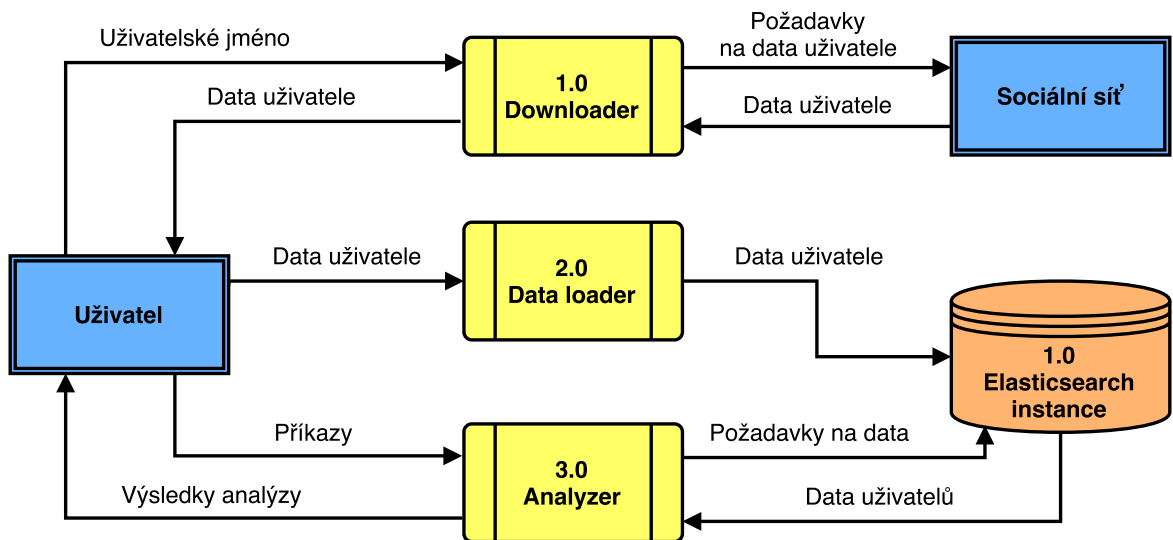 Uživatelské jméno
1.0
Downloader
Požadavky
na data uživatele
Sociální síť
Data uživatele
Data uživatele
Uživatel
Data uživatele
2.0
Data loader
Data uživatele
1.0
Elasticsearch
instance
Příkazy
3.0
Analyzer
Požadavky na data
Výsledky analýzy
Data uživatelů